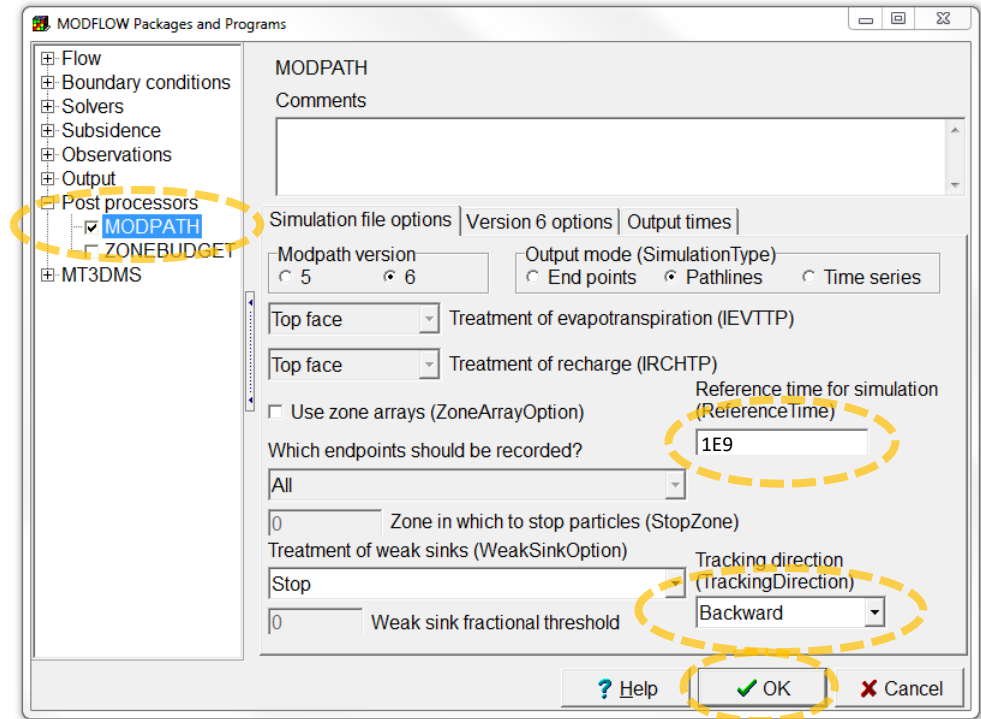 MODFLOW Packages and Programs
Flow
Boundary conditions
Solvers
Subsidence
Observations
Output
Post processors
MODPATH
ZONEBUDGET
MT3DMS
MODPATH
Comments
Simulation file options Version 6 options Output times
Modpath version
5 6
Output mode (SimulationType)
End points Pathlines Time series
Top face Treatment of evapotranspiration (IEVTTP)
Top face Treatment of recharge (IRCHTP)
Use zone arrays (ZoneArrayOption)
Reference time for simulation
(ReferenceTime)
1E9
Which endpoints should be recorded?
All
0 Zone in which to stop particles (StopZone)
Treatment of weak sinks (WeakSinkOption)
Stop
0 Weak sink fractional threshold
Tracking direction
(TrackingDirection)
Backward
? Help OK Cancel